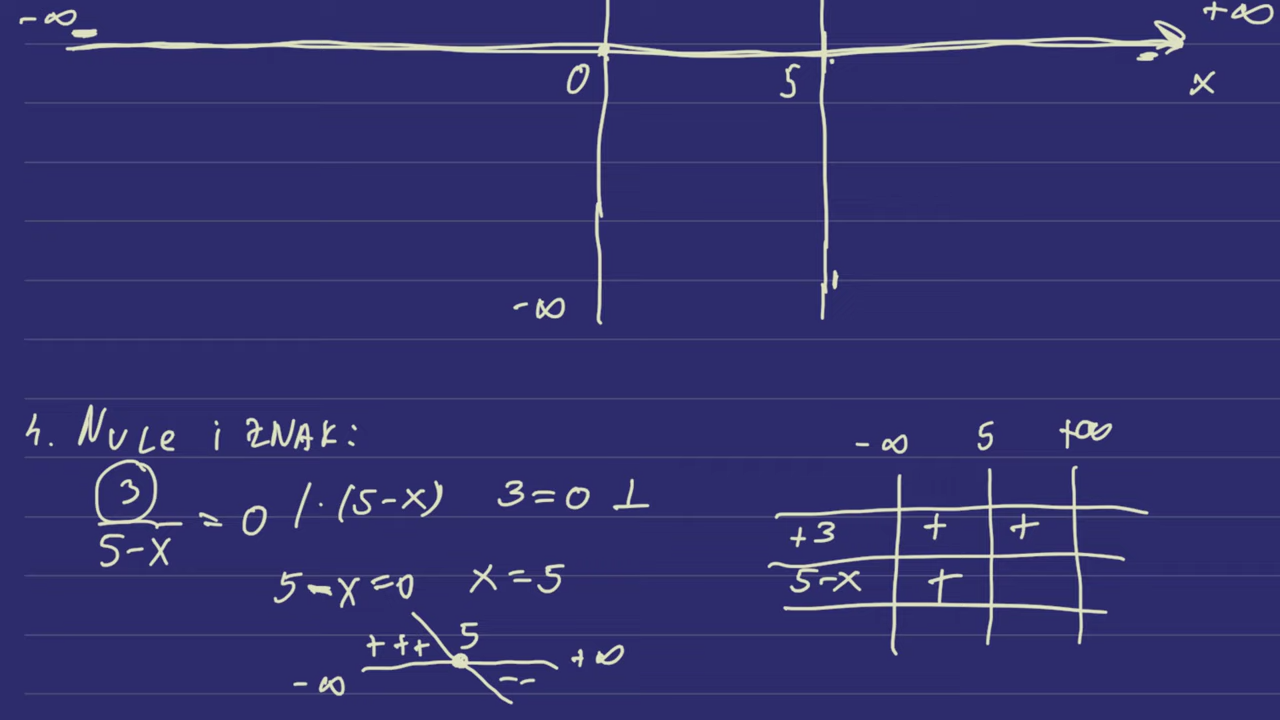 -∞ +∞
0 5 x
-∞
4. NULE i ZNAK:
3/(5-x) = 0 /·(5-x) 3=0 ⊥
5-x=0 x=5
+++ 5 --
-∞ +∞
-∞ 5 +∞
+3 + +
5-x +